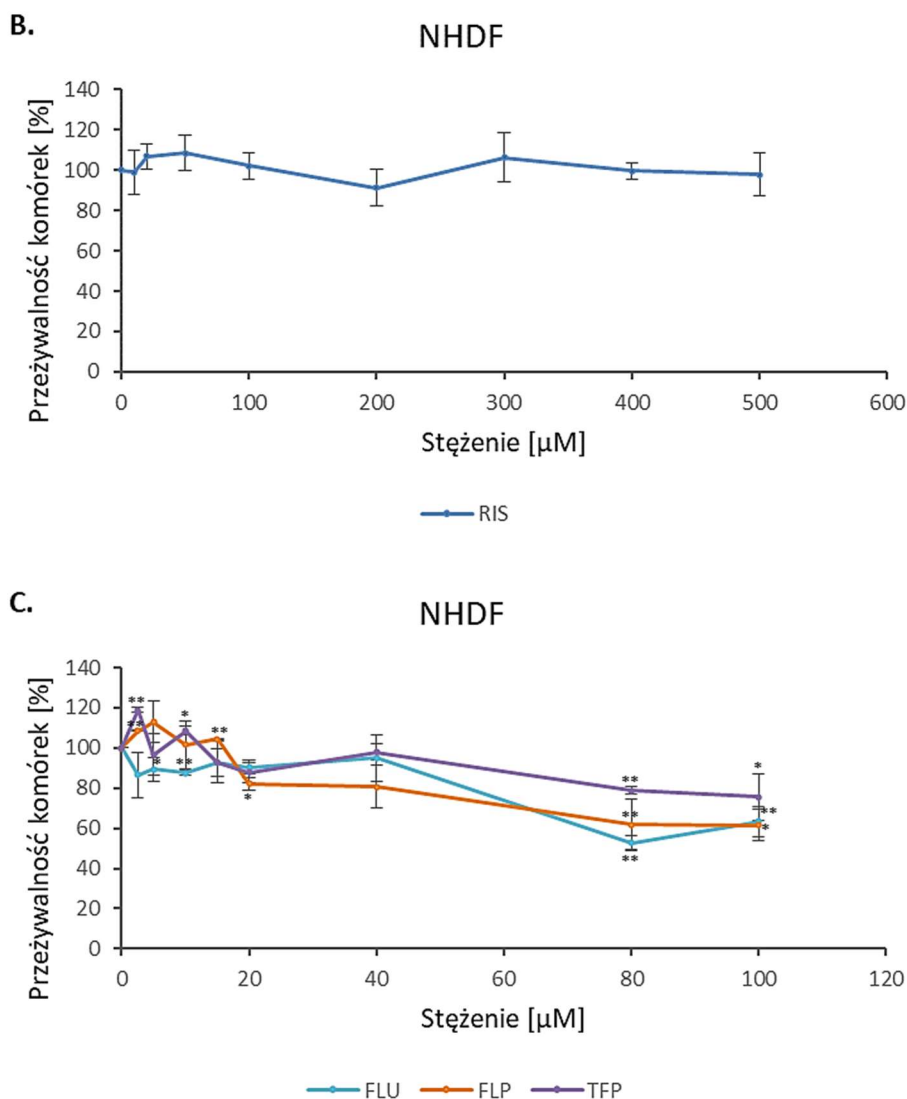 B.
NHDF
Przeżywalność komórek [%]
140
120
100
80
60
40
20
0
0 100 200 300 400 500 600
Stężenie [µM]
RIS
C.
NHDF
Przeżywalność komórek [%]
140
120
100
80
60
40
20
0
** ** * ** * ** * ** ** ** * ** *
0 20 40 60 80 100 120
Stężenie [µM]
FLU FLP TFP